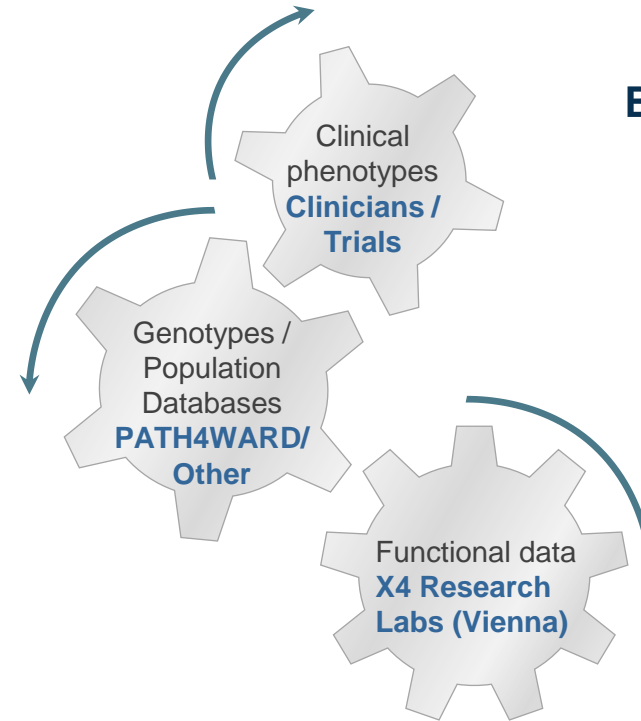 Clinical
phenotypes
Clinicians /
Trials
Genotypes /
Population
Databases
PATH4WARD/
Other
Functional data
X4 Research
Labs (Vienna)